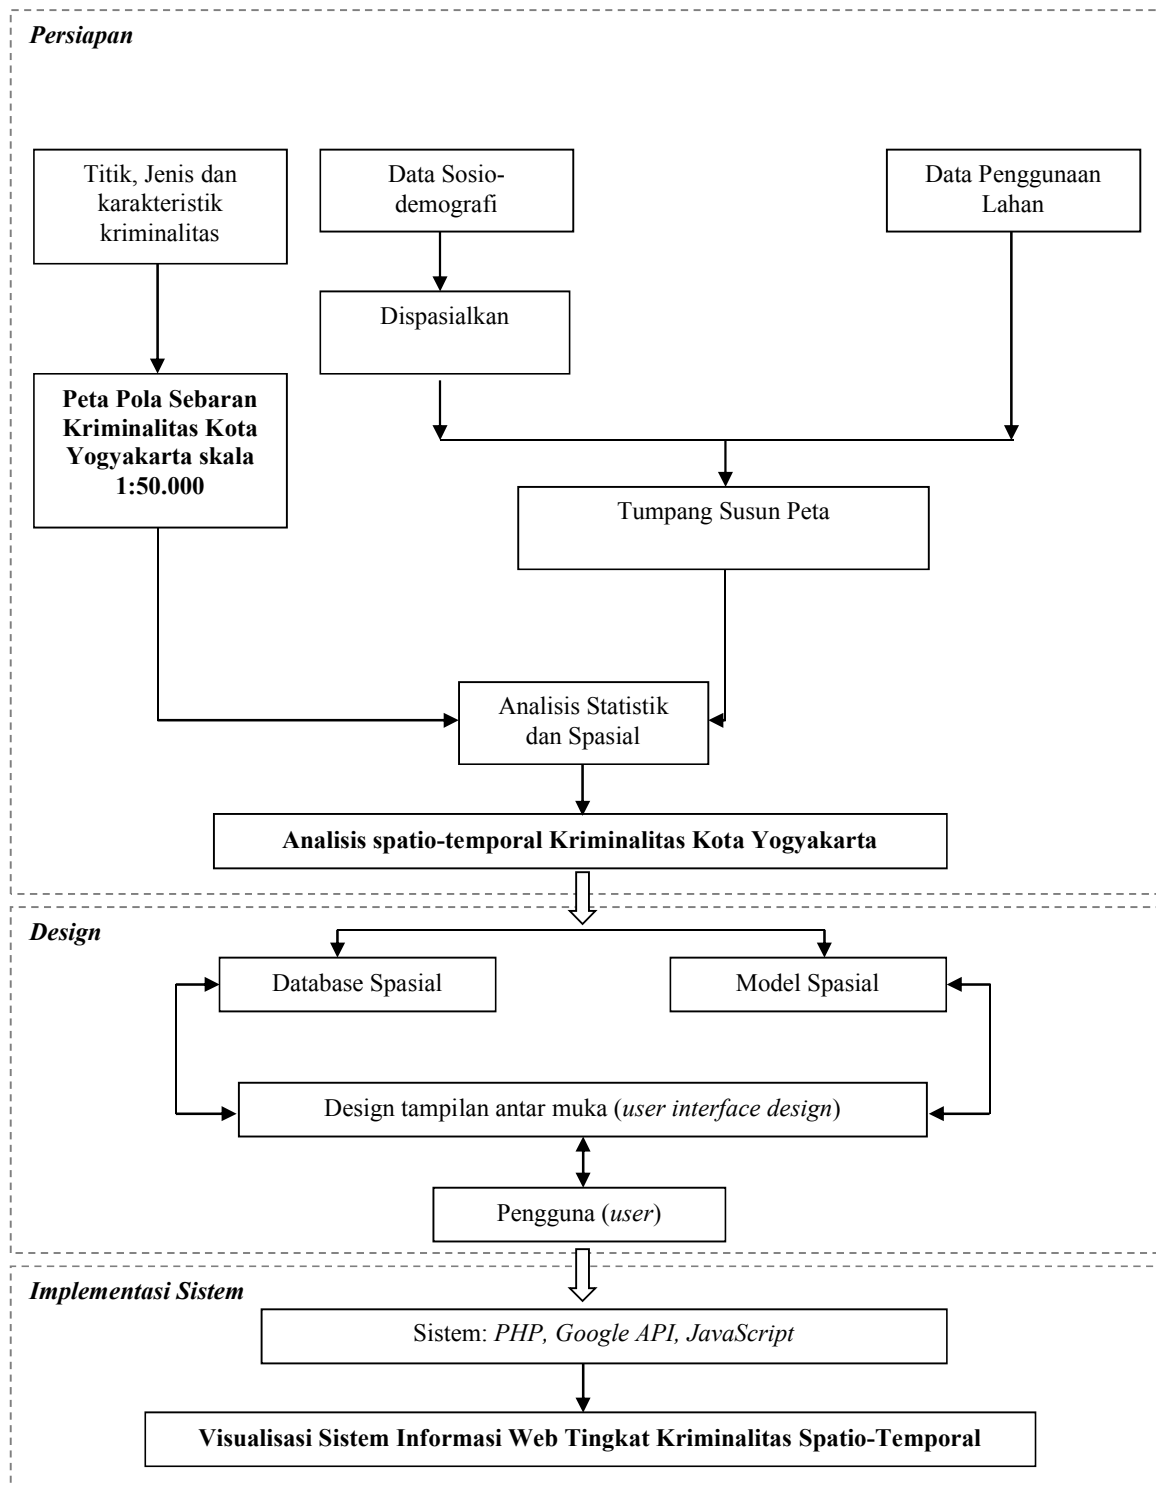 Persiapan
Titik, Jenis dan
karakteristik
kriminalitas
Data Sosio-
demografi
Data Penggunaan
Lahan
Dispasialkan
Peta Pola Sebaran
Kriminalitas Kota
Yogyakarta skala
1:50.000
Tumpang Susun Peta
Analisis Statistik
dan Spasial
Analisis spatio-temporal Kriminalitas Kota Yogyakarta
Design
Database Spasial
Model Spasial
Design tampilan antar muka (user interface design)
Pengguna (user)
Implementasi Sistem
Sistem: PHP, Google API, JavaScript
Visualisasi Sistem Informasi Web Tingkat Kriminalitas Spatio-Temporal